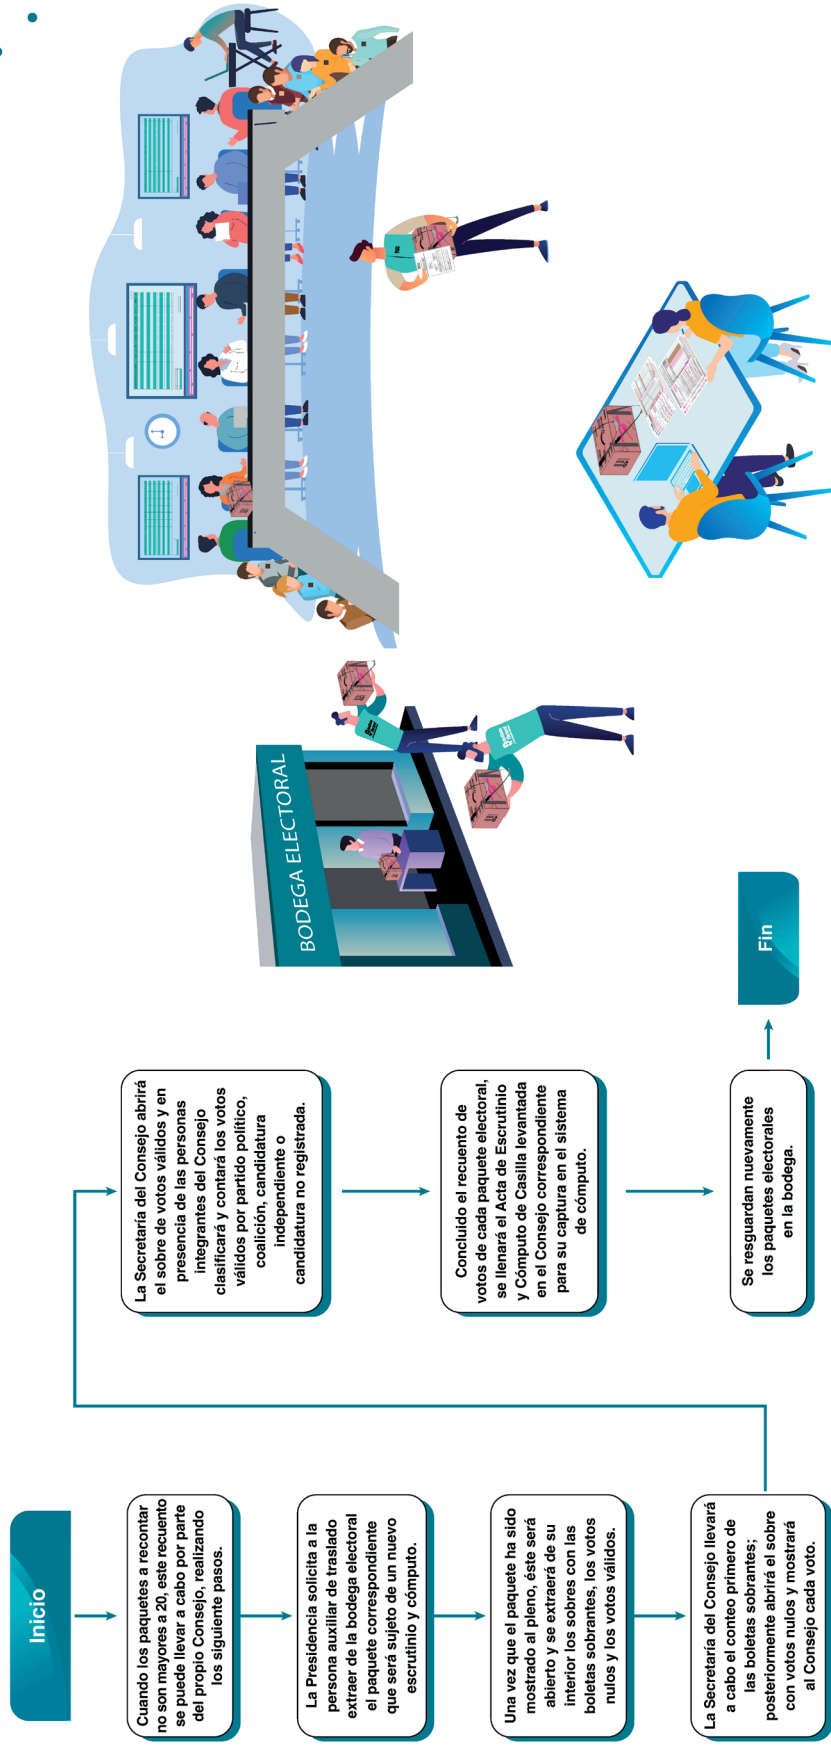 Inicio
Cuando los paquetes a recontar
no son mayores a 20, este recuento
se puede llevar a cabo por parte
del propio Consejo, realizando
los siguiente pasos.
La Presidencia solicita a la
persona auxiliar de traslado
extraer de la bodega electoral
el paquete correspondiente
que será sujeto de un nuevo
escrutinio y cómputo.
Una vez que el paquete ha sido
mostrado al pleno, éste será
abierto y se extraerá de su
interior los sobres con las
boletas sobrantes, los votos
nulos y los votos válidos.
La Secretaría del Consejo llevará
a cabo el conteo primero de
las boletas sobrantes;
posteriormente abrirá el sobre
con votos nulos y mostrará
al Consejo cada voto.
La Secretaría del Consejo abrirá
el sobre de votos válidos y en
presencia de las personas
integrantes del Consejo
clasificará y contará los votos
válidos por partido político,
coalición, candidatura
independiente o
candidatura no registrada.
Concluido el recuento de
votos de cada paquete electoral,
se llenará el Acta de Escrutinio
y Cómputo de Casilla levantada
en el Consejo correspondiente
para su captura en el sistema
de cómputo.
Se resguardan nuevamente
los paquetes electorales
en la bodega.
Fin
BODEGA ELECTORAL